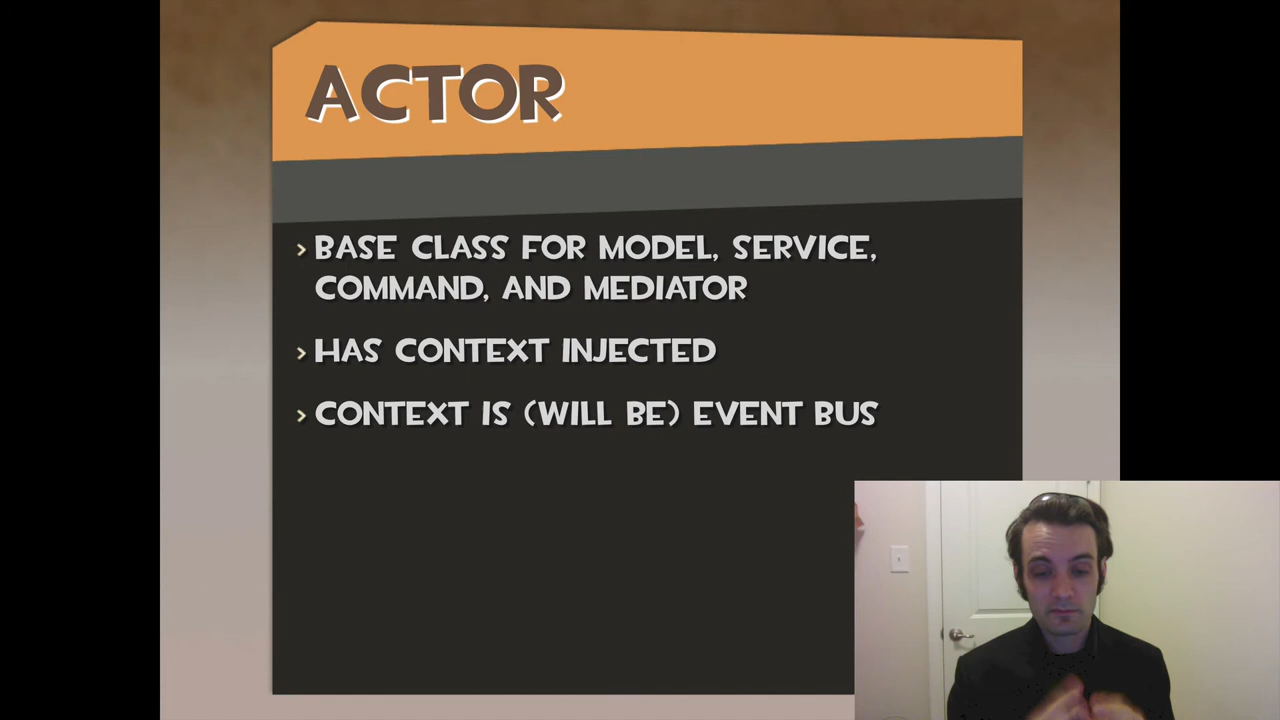 ACTOR
› BASE CLASS FOR MODEL, SERVICE,
COMMAND, AND MEDIATOR
› HAS CONTEXT INJECTED
› CONTEXT IS (WILL BE) EVENT BUS